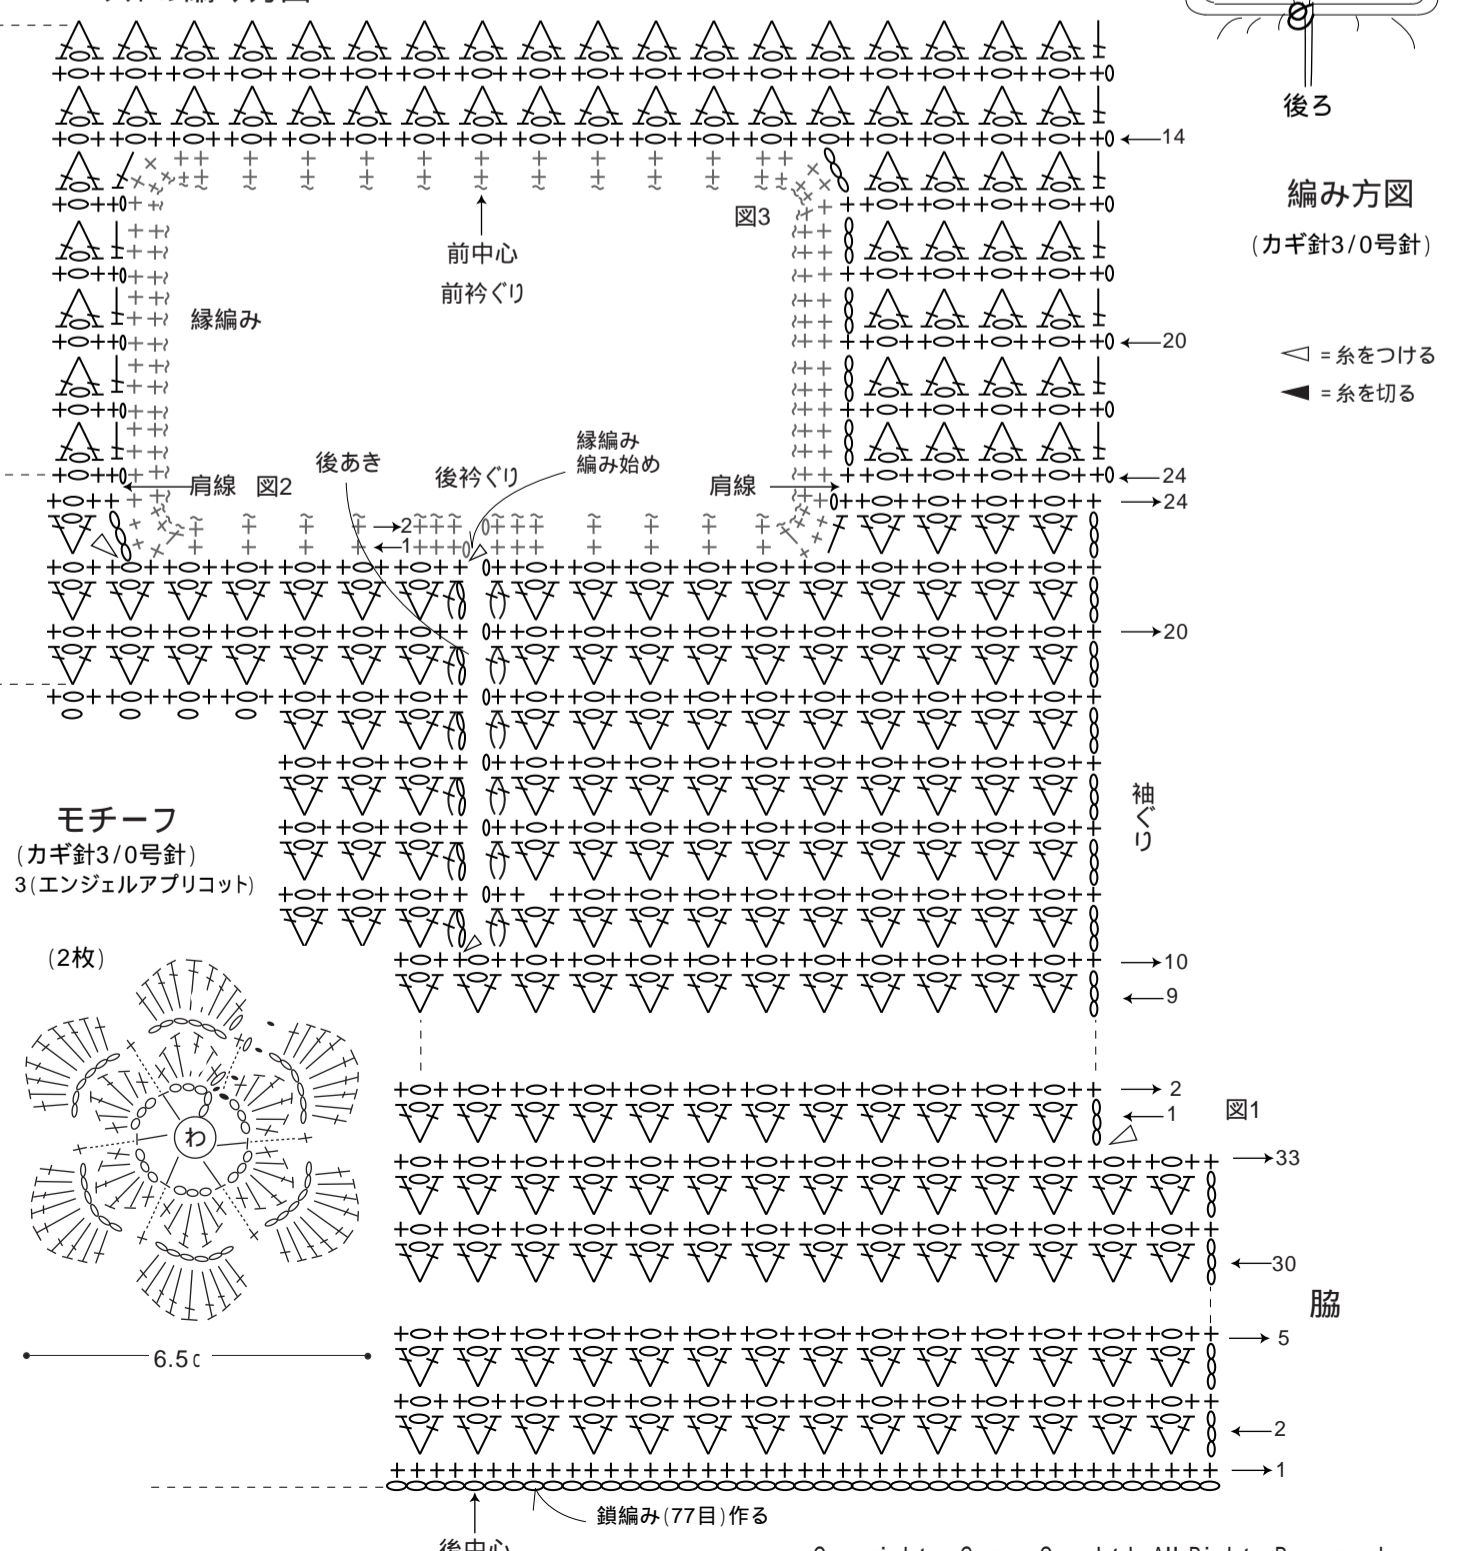 後ろ
14
編み方図
(カギ針3/0号針)
図3
前中心
前衿ぐり
縁編み
20
=糸をつける
=糸を切る
縁編み
編み始め
後あき
後衿ぐり
肩線
図2
肩線
24
24
2
1
20
袖ぐり
モチーフ
(カギ針3/0号針)
3(エンジェルアプリコット)
(2枚)
10
9
わ
2
1
図1
33
30
脇
6.5c
5
2
1
鎖編み(77目)作る